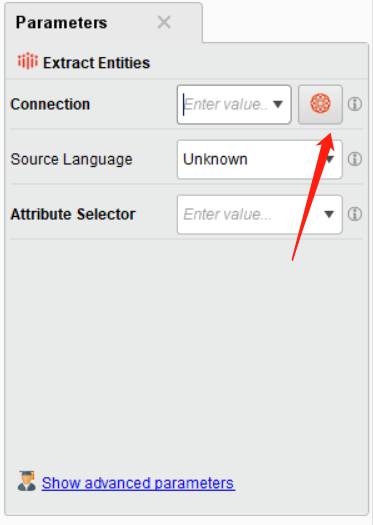 Parameters
Extract Entities
Connection Enter value..
Source Language Unknown
Attribute Selector Enter value...
Show advanced parameters